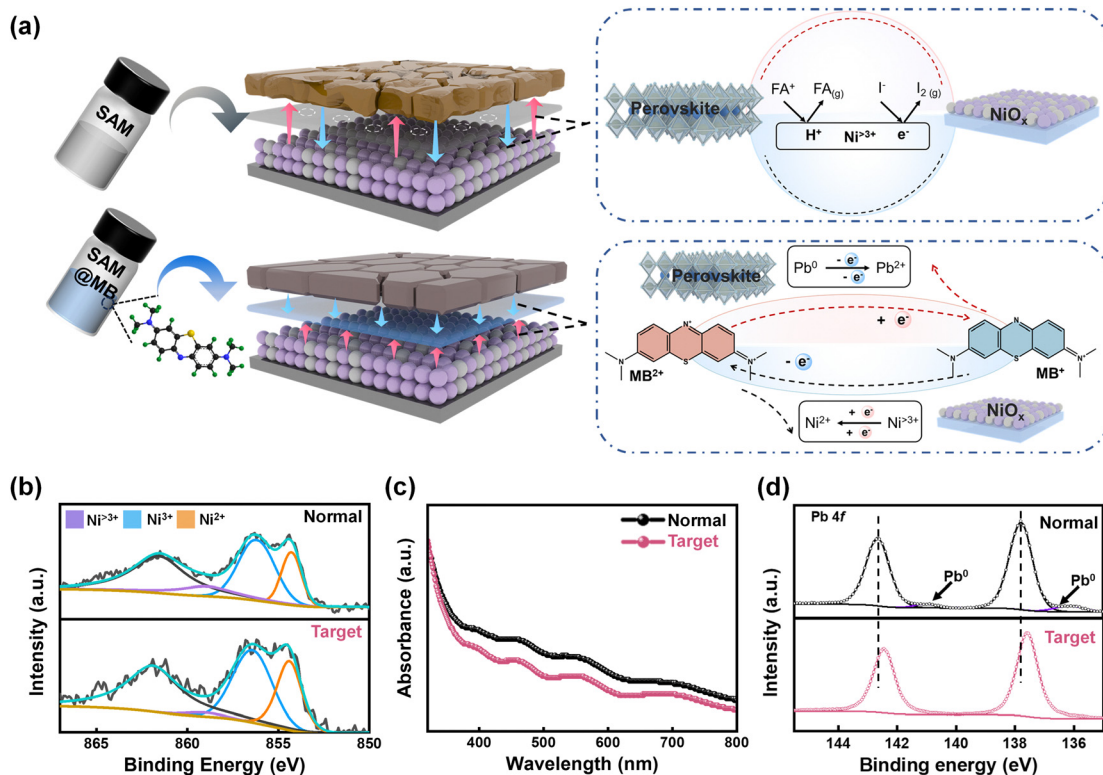 (a)
SAM
Perovskite
FA⁺ FA(g) I⁻ I₂ (g)
H⁺ Ni>³⁺ e⁻
NiOₓ
SAM
@MB
Perovskite
Pb⁰ - e⁻ Pb²⁺
e⁻
+ e⁻
N⁺ N
N S N⁺ N S N⁺
- e⁻
MB²⁺ MB⁺
NiOₓ
Ni²⁺ + e⁻ Ni>³⁺
+ e⁻
(b)
Ni>³⁺ Ni³⁺ Ni²⁺
Normal
Target
Intensity (a.u.)
865 860 855 850
Binding Energy (eV)
(c)
Normal
Target
Absorbance (a.u.)
400 500 600 700 800
Wavelength (nm)
(d)
Pb 4f
Normal
Pb⁰ Pb⁰
Target
Intensity (a.u.)
144 142 140 138 136
Binding energy (eV)